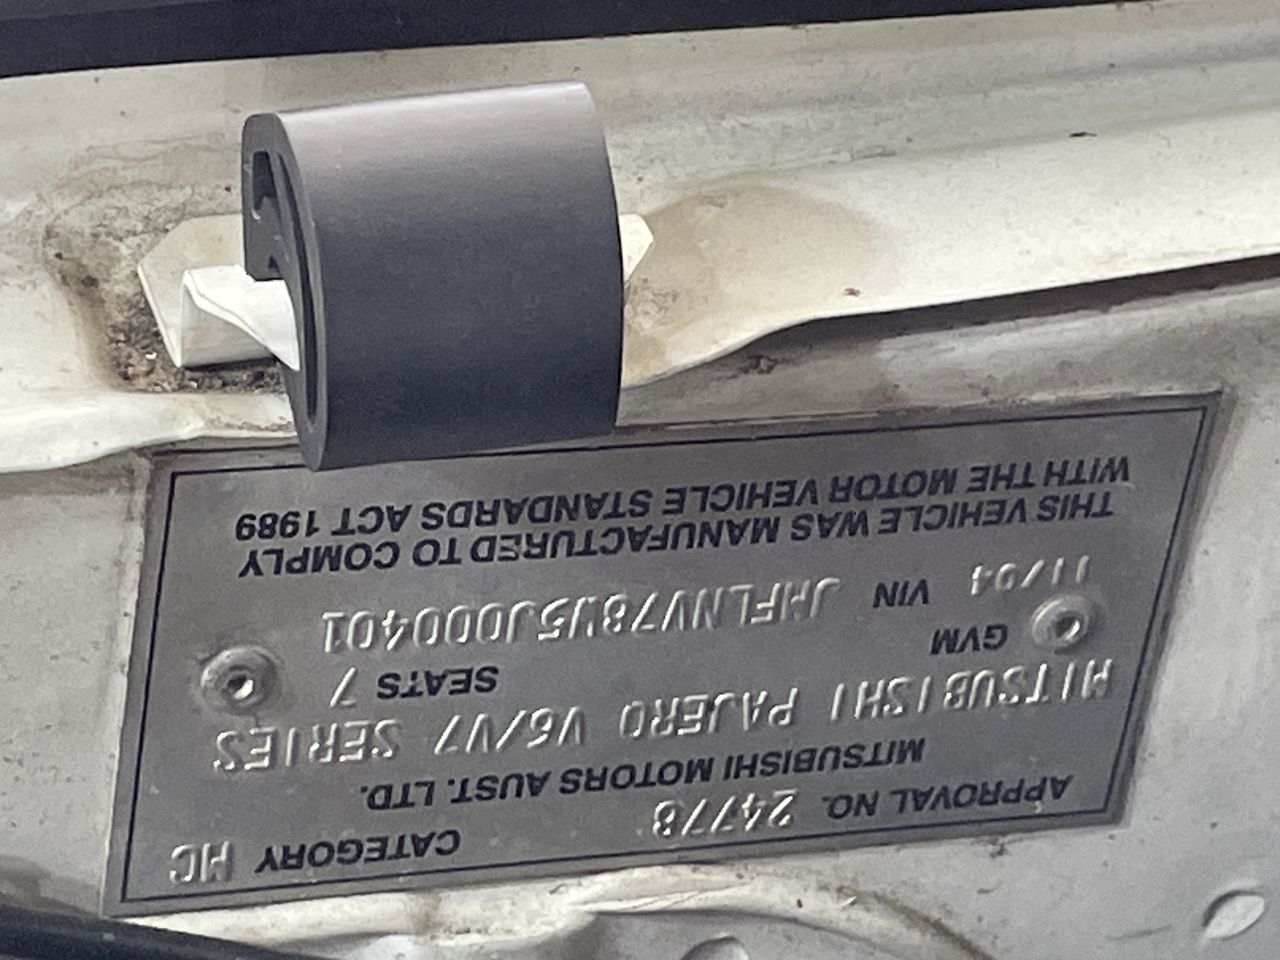 APPROVAL NO. 24778 CATEGORY MC
MITSUBISHI MOTORS AUST. LTD.
MITSUBISHI PAJERO V6/V7 SERIES
GVM SEATS 7
11/04 VIN JMFLNV78W5J000401
THIS VEHICLE WAS MANUFACTURED TO COMPLY
WITH THE MOTOR VEHICLE STANDARDS ACT 1989